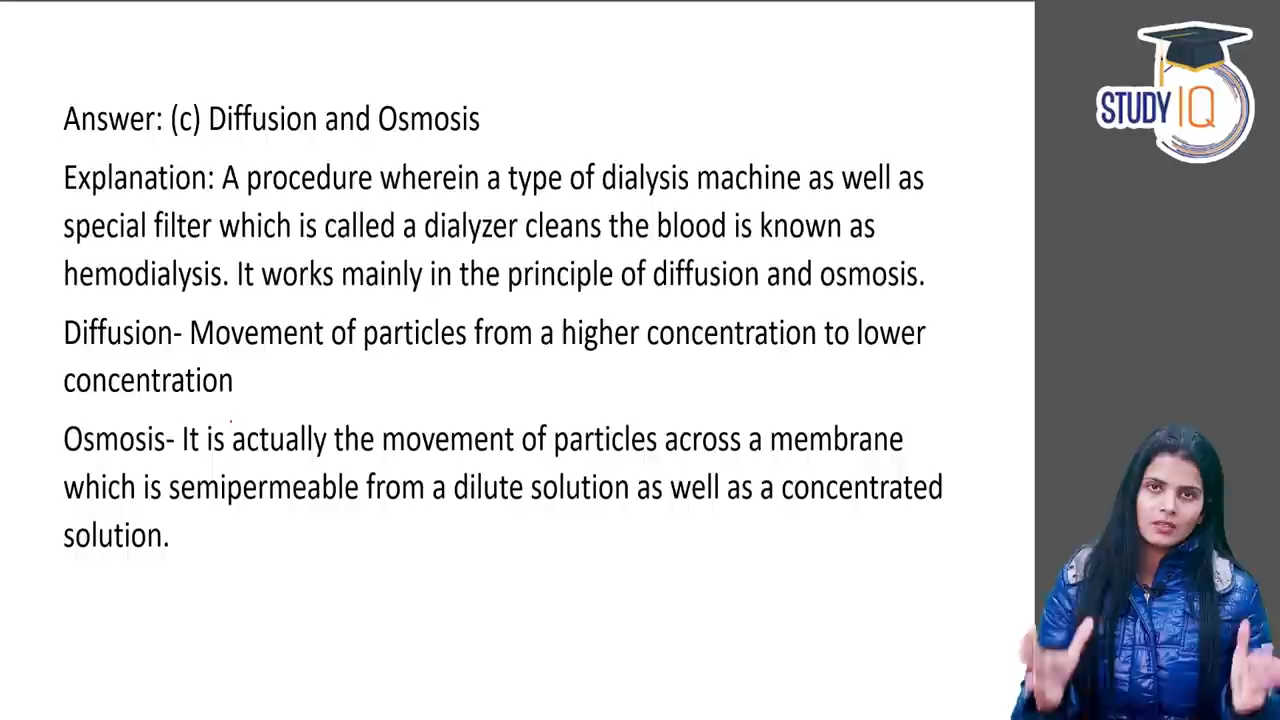 Answer: (c) Diffusion and Osmosis
Explanation: A procedure wherein a type of dialysis machine as well as
special filter which is called a dialyzer cleans the blood is known as
hemodialysis. It works mainly in the principle of diffusion and osmosis.
Diffusion- Movement of particles from a higher concentration to lower
concentration
Osmosis- It is actually the movement of particles across a membrane
which is semipermeable from a dilute solution as well as a concentrated
solution.
STUDY IQ